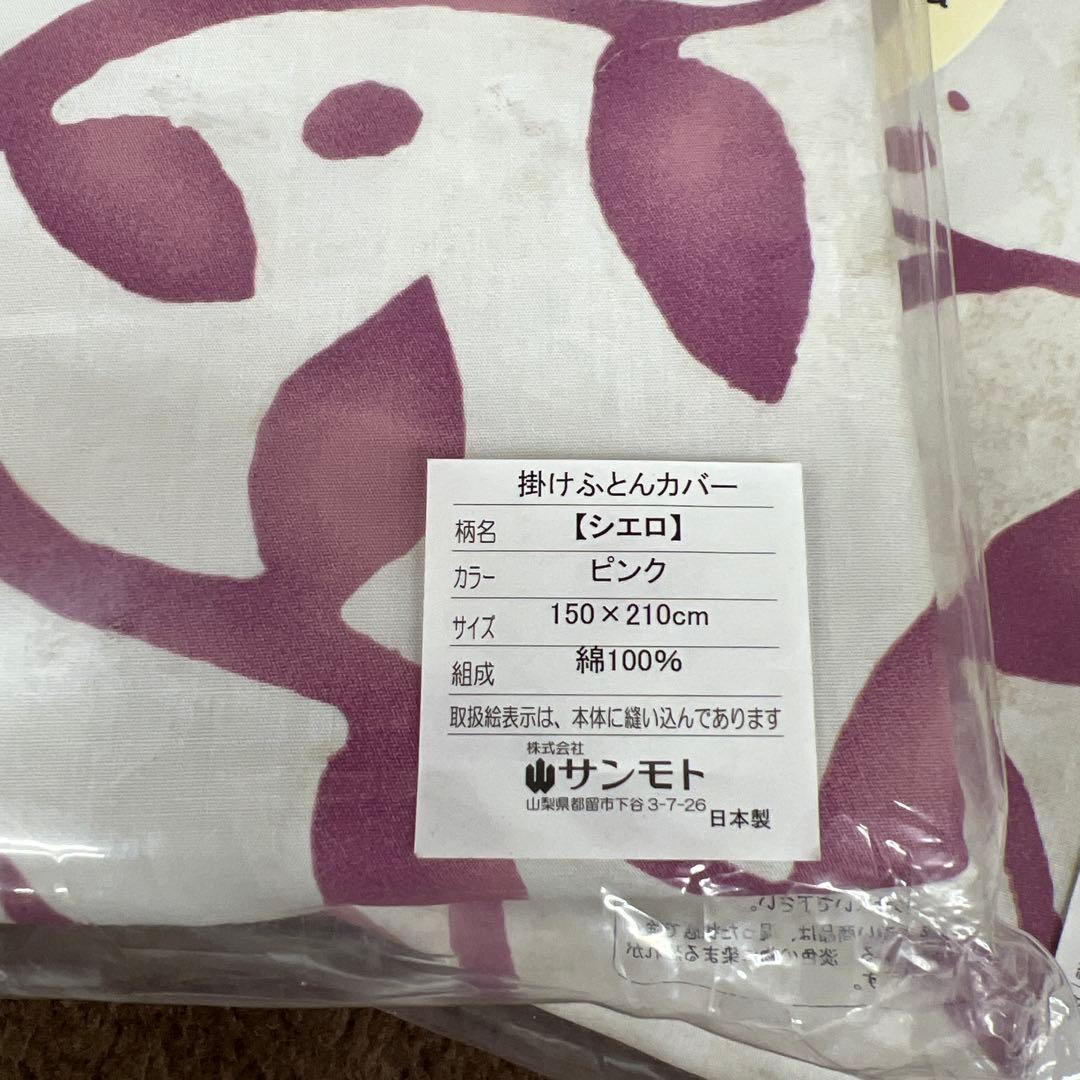 掛けふとんカバー
柄名 【シエロ】
カラー ピンク
サイズ 150×210cm
組成 綿100%
取扱絵表示は、本体に縫い込んであります
株式会社
サンモト
山梨県都留市下谷3-7-26
日本製